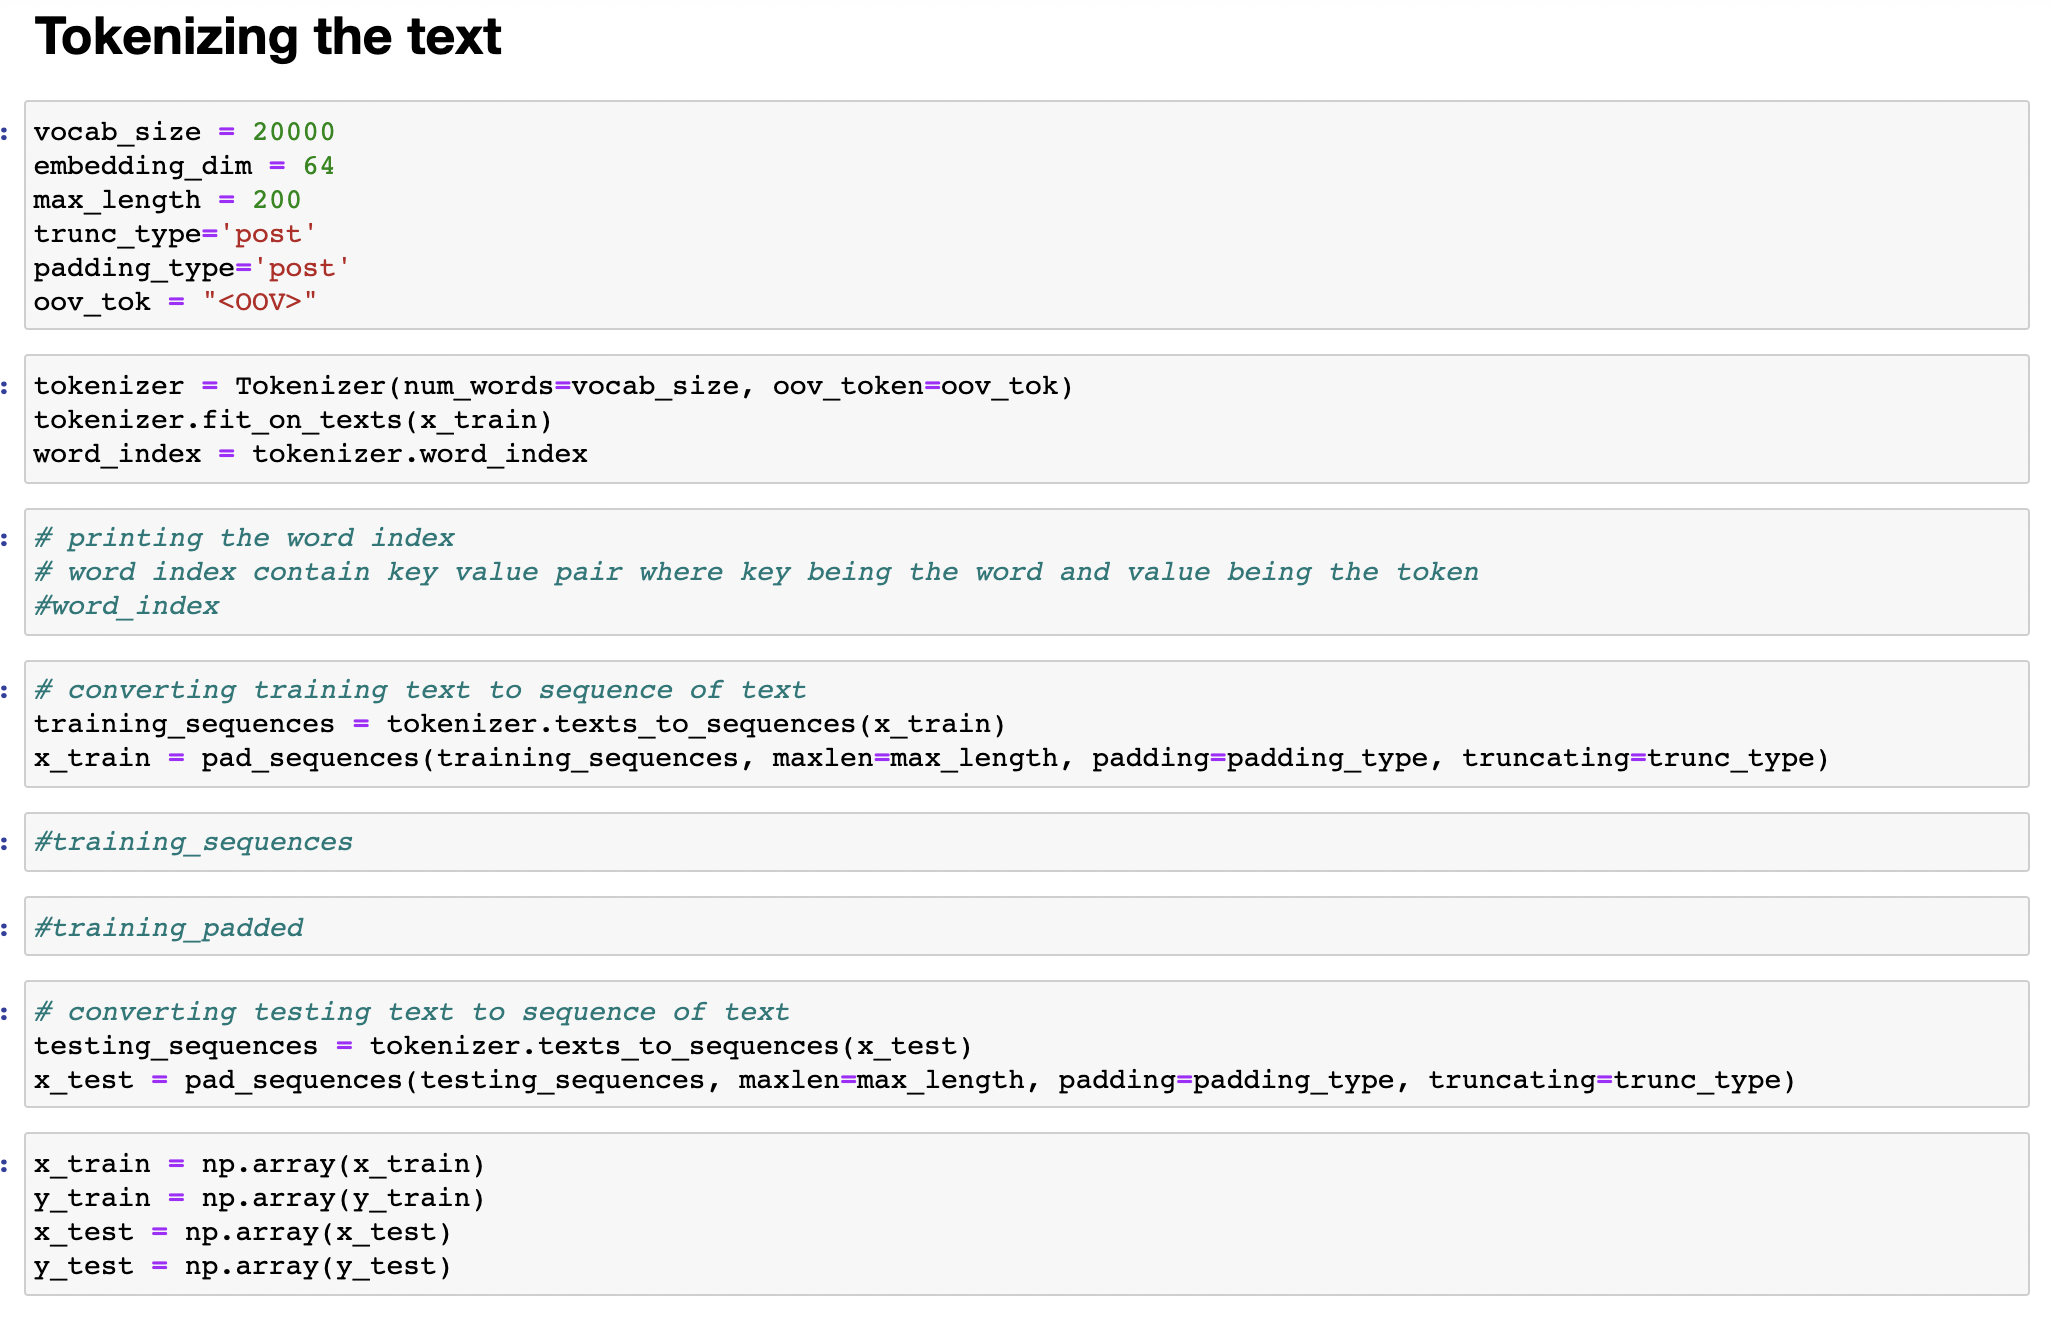 Tokenizing the text
: vocab_size = 20000
embedding_dim = 64
max_length = 200
trunc_type='post'
padding_type='post'
oov_tok = "<OOV>"
: tokenizer = Tokenizer(num_words=vocab_size, oov_token=oov_tok)
tokenizer.fit_on_texts(x_train)
word_index = tokenizer.word_index
: # printing the word index
# word index contain key value pair where key being the word and value being the token
#word_index
: # converting training text to sequence of text
training_sequences = tokenizer.texts_to_sequences(x_train)
x_train = pad_sequences(training_sequences, maxlen=max_length, padding=padding_type, truncating=trunc_type)
: #training_sequences
: #training_padded
: # converting testing text to sequence of text
testing_sequences = tokenizer.texts_to_sequences(x_test)
x_test = pad_sequences(testing_sequences, maxlen=max_length, padding=padding_type, truncating=trunc_type)
: x_train = np.array(x_train)
y_train = np.array(y_train)
x_test = np.array(x_test)
y_test = np.array(y_test)